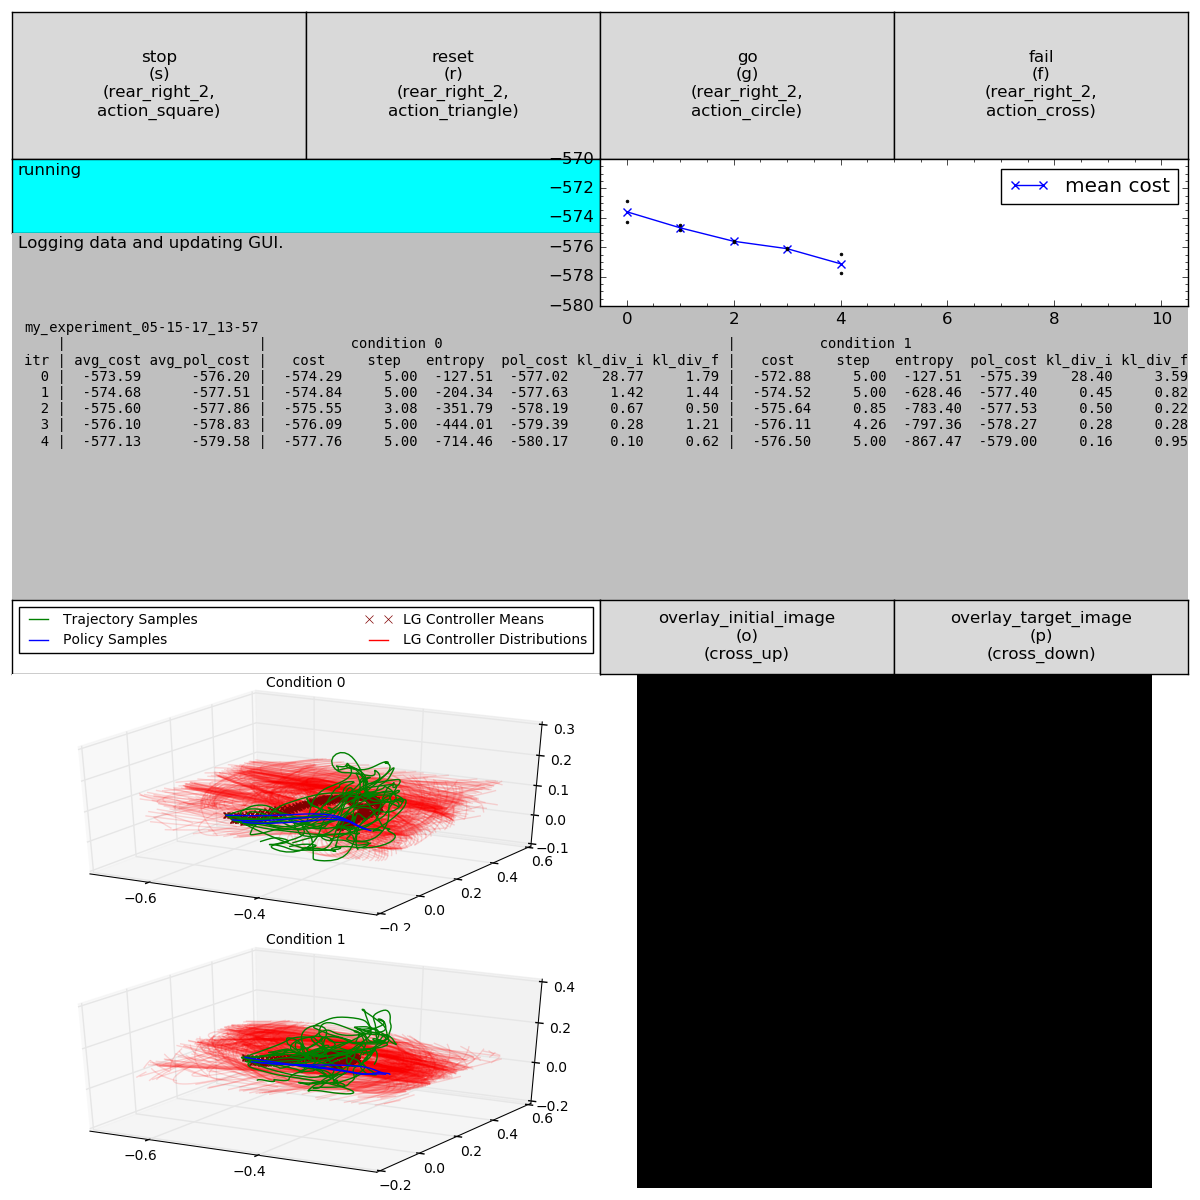 stop
(s)
(rear_right_2,
action_square)
reset
(r)
(rear_right_2,
action_triangle)
go
(g)
(rear_right_2,
action_circle)
fail
(f)
(rear_right_2,
action_cross)
running
Logging data and updating GUI.
−570
−572
−574
−576
−578
−580
mean cost
0 2 4 6 8 10
my_experiment_05-15-17_13-57
| | condition 0 | condition 1
itr | avg_cost avg_pol_cost | cost step entropy pol_cost kl_div_i kl_div_f | cost step entropy pol_cost kl_div_i kl_div_f
0 | -573.59 -576.20 | -574.29 5.00 -127.51 -577.02 28.77 1.79 | -572.88 5.00 -127.51 -575.39 28.40 3.59
1 | -574.68 -577.51 | -574.84 5.00 -204.34 -577.63 1.42 1.44 | -574.52 5.00 -628.46 -577.40 0.45 0.82
2 | -575.60 -577.86 | -575.55 3.08 -351.79 -578.19 0.67 0.50 | -575.64 0.85 -783.40 -577.53 0.50 0.22
3 | -576.10 -578.83 | -576.09 5.00 -444.01 -579.39 0.28 1.21 | -576.11 4.26 -797.36 -578.27 0.28 0.28
4 | -577.13 -579.58 | -577.76 5.00 -714.46 -580.17 0.10 0.62 | -576.50 5.00 -867.47 -579.00 0.16 0.95
Trajectory Samples
Policy Samples
LG Controller Means
LG Controller Distributions
overlay_initial_image
(o)
(cross_up)
overlay_target_image
(p)
(cross_down)
Condition 0
0.3
0.2
0.1
0.0
−0.1
0.6
0.4
0.2
0.0
−0.2
−0.6
−0.4
Condition 1
0.4
0.2
0.0
−0.2
0.6
0.4
0.2
0.0
−0.2
−0.6
−0.4